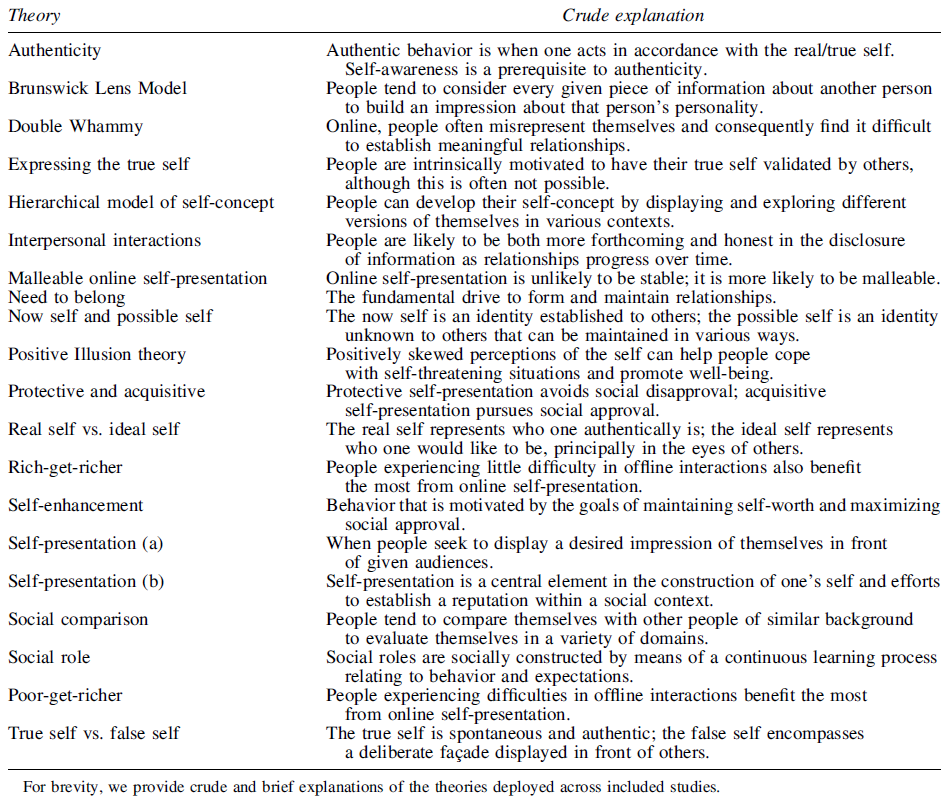 Theory Crude explanation
Authenticity Authentic behavior is when one acts in accordance with the real/true self.
Self-awareness is a prerequisite to authenticity.
Brunswick Lens Model People tend to consider every given piece of information about another person
to build an impression about that person's personality.
Double Whammy Online, people often misrepresent themselves and consequently find it difficult
to establish meaningful relationships.
Expressing the true self People are intrinsically motivated to have their true self validated by others,
although this is often not possible.
Hierarchical model of self-concept People can develop their self-concept by displaying and exploring different
versions of themselves in various contexts.
Interpersonal interactions People are likely to be both more forthcoming and honest in the disclosure
of information as relationships progress over time.
Malleable online self-presentation Online self-presentation is unlikely to be stable; it is more likely to be malleable.
Need to belong The fundamental drive to form and maintain relationships.
Now self and possible self The now self is an identity established to others; the possible self is an identity
unknown to others that can be maintained in various ways.
Positive Illusion theory Positively skewed perceptions of the self can help people cope
with self-threatening situations and promote well-being.
Protective and acquisitive Protective self-presentation avoids social disapproval; acquisitive
self-presentation pursues social approval.
Real self vs. ideal self The real self represents who one authentically is; the ideal self represents
who one would like to be, principally in the eyes of others.
Rich-get-richer People experiencing little difficulty in offline interactions also benefit
the most from online self-presentation.
Self-enhancement Behavior that is motivated by the goals of maintaining self-worth and maximizing
social approval.
Self-presentation (a) When people seek to display a desired impression of themselves in front
of given audiences.
Self-presentation (b) Self-presentation is a central element in the construction of one's self and efforts
to establish a reputation within a social context.
Social comparison People tend to compare themselves with other people of similar background
to evaluate themselves in a variety of domains.
Social role Social roles are socially constructed by means of a continuous learning process
relating to behavior and expectations.
Poor-get-richer People experiencing difficulties in offline interactions benefit the most
from online self-presentation.
True self vs. false self The true self is spontaneous and authentic; the false self encompasses
a deliberate façade displayed in front of others.
For brevity, we provide crude and brief explanations of the theories deployed across included studies.